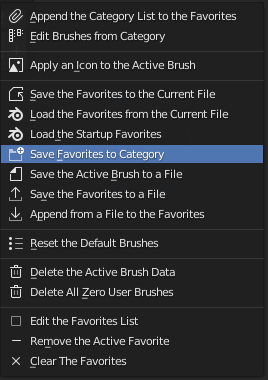 Append the Category List to the Favorites
Edit Brushes from Category
Apply an Icon to the Active Brush
Save the Favorites to the Current File
Load the Favorites from the Current File
Load the Startup Favorites
Save Favorites to Category
Save the Active Brush to a File
Save the Favorites to a File
Append from a File to the Favorites
Reset the Default Brushes
Delete the Active Brush Data
Delete All Zero User Brushes
Edit the Favorites List
Remove the Active Favorite
Clear The Favorites